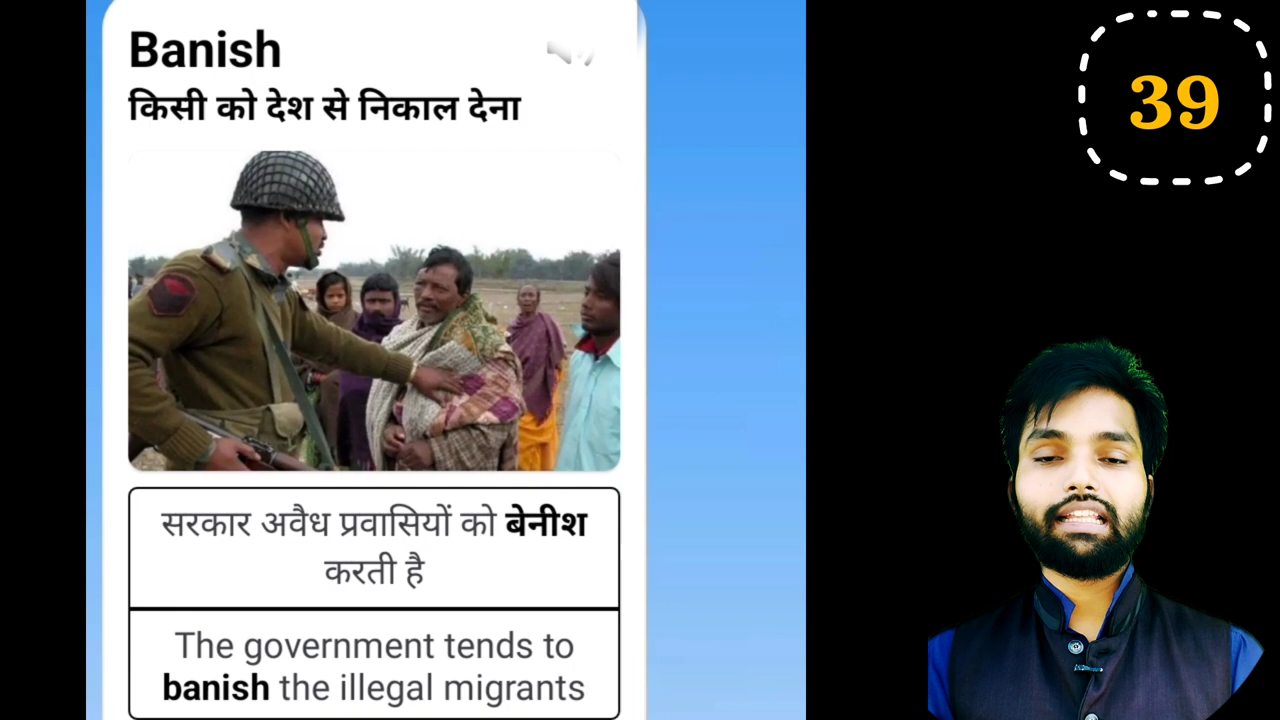 Banish
किसी को देश से निकाल देना
39
सरकार अवैध प्रवासियों को बेनीश
करती है
The government tends to
banish the illegal migrants